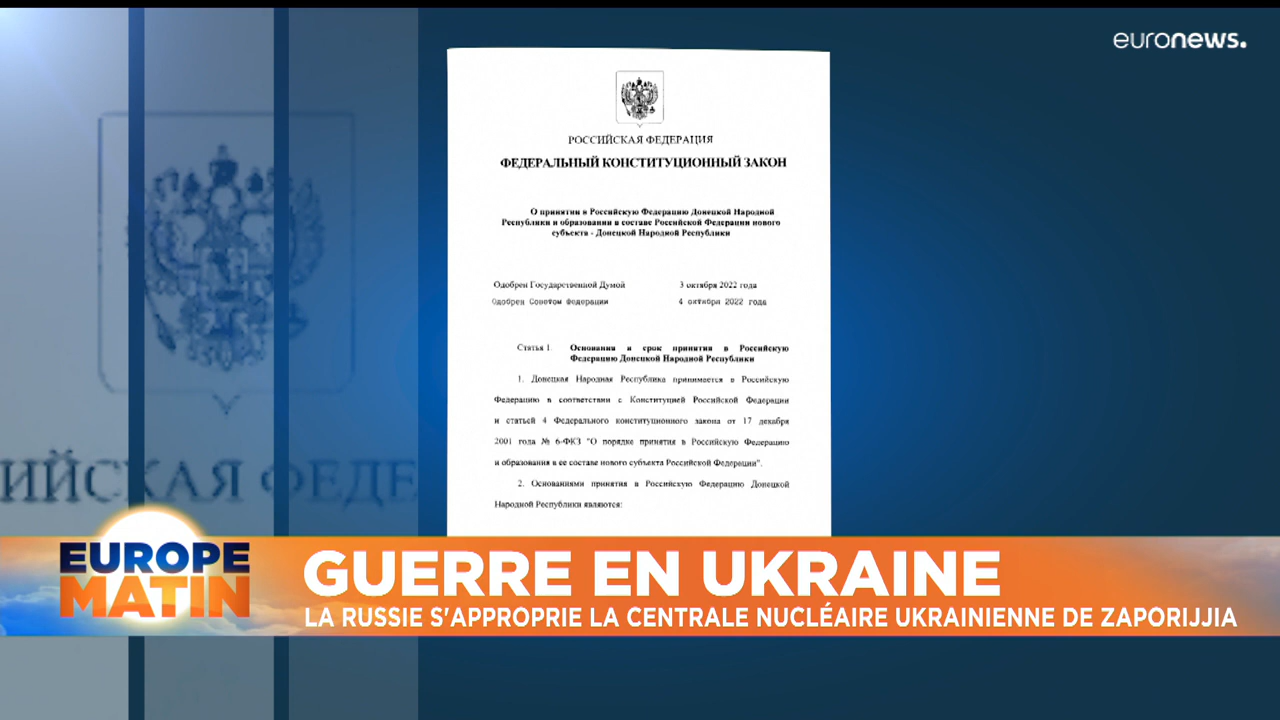 euronews.
РОССИЙСКАЯ ФЕДЕРАЦИЯ
ФЕДЕРАЛЬНЫЙ КОНСТИТУЦИОННЫЙ ЗАКОН
О принятии в Российскую Федерацию Донецкой Народной
Республики и образовании в составе Российской Федерации нового
субъекта - Донецкой Народной Республики
Одобрен Государственной Думой 3 октября 2022 года
Одобрен Советом Федерации 4 октября 2022 года
Статья 1. Основания и срок принятия в Российскую
Федерацию Донецкой Народной Республики
1. Донецкая Народная Республика принимается в Российскую
Федерацию в соответствии с Конституцией Российской Федерации
и статьей 4 Федерального конституционного закона от 17 декабря
2001 года № 6-ФКЗ "О порядке принятия в Российскую Федерацию
и образования в ее составе нового субъекта Российской Федерации".
2. Основаниями принятия в Российскую Федерацию Донецкой
Народной Республики являются:
ИЙСКАЯ ФЕДЕ
EUROPE
MATIN
GUERRE EN UKRAINE
LA RUSSIE S'APPROPRIE LA CENTRALE NUCLÉAIRE UKRAINIENNE DE ZAPORIJJIA